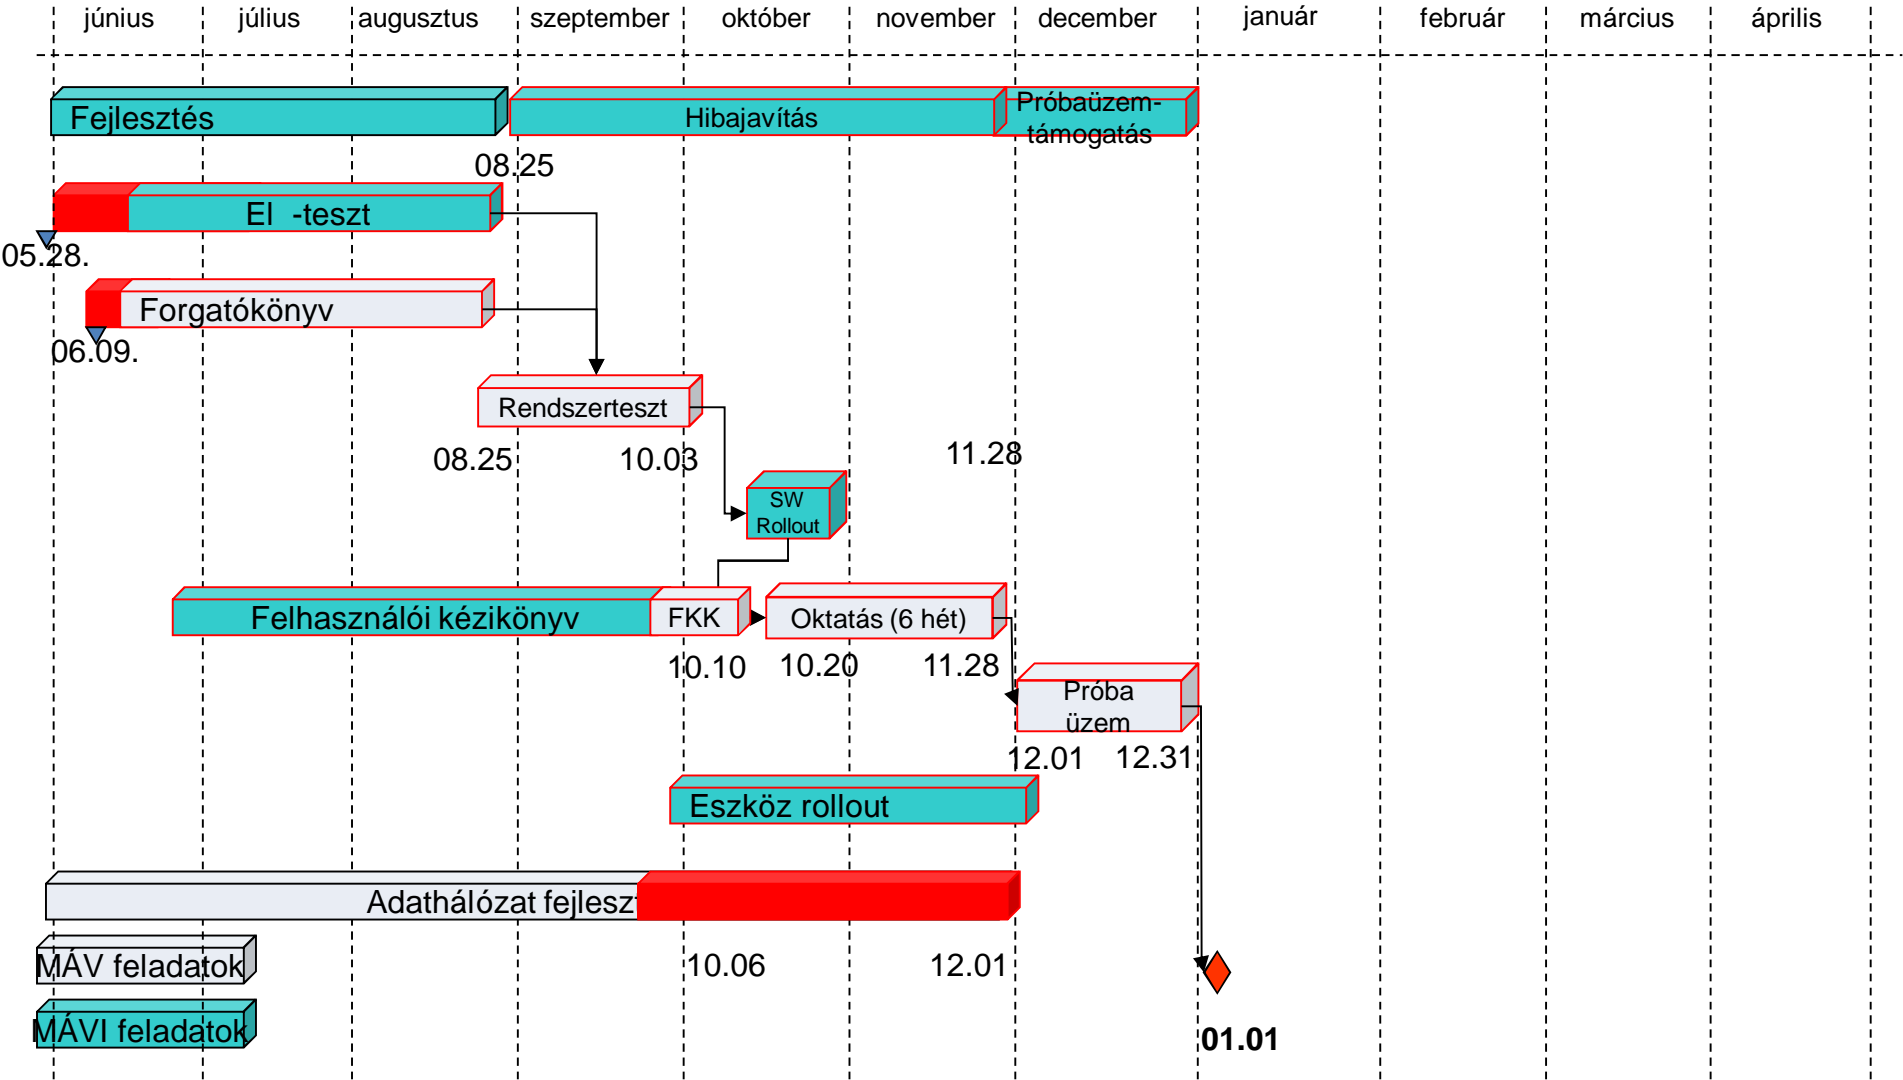 június július augusztus szeptember október november december január február március április
Fejlesztés
Hibajavítás
Próbaüzem-
támogatás
08.25
El -teszt
05.28.
Forgatókönyv
06.09.
Rendszerteszt
08.25
10.03
11.28
SW
Rollout
Felhasználói kézikönyv
FKK
Oktatás (6 hét)
10.10
10.20
11.28
Próba
üzem
12.01
12.31
Eszköz rollout
Adathálózat fejleszt
MÁV feladatok
10.06
12.01
MÁVI feladatok
01.01